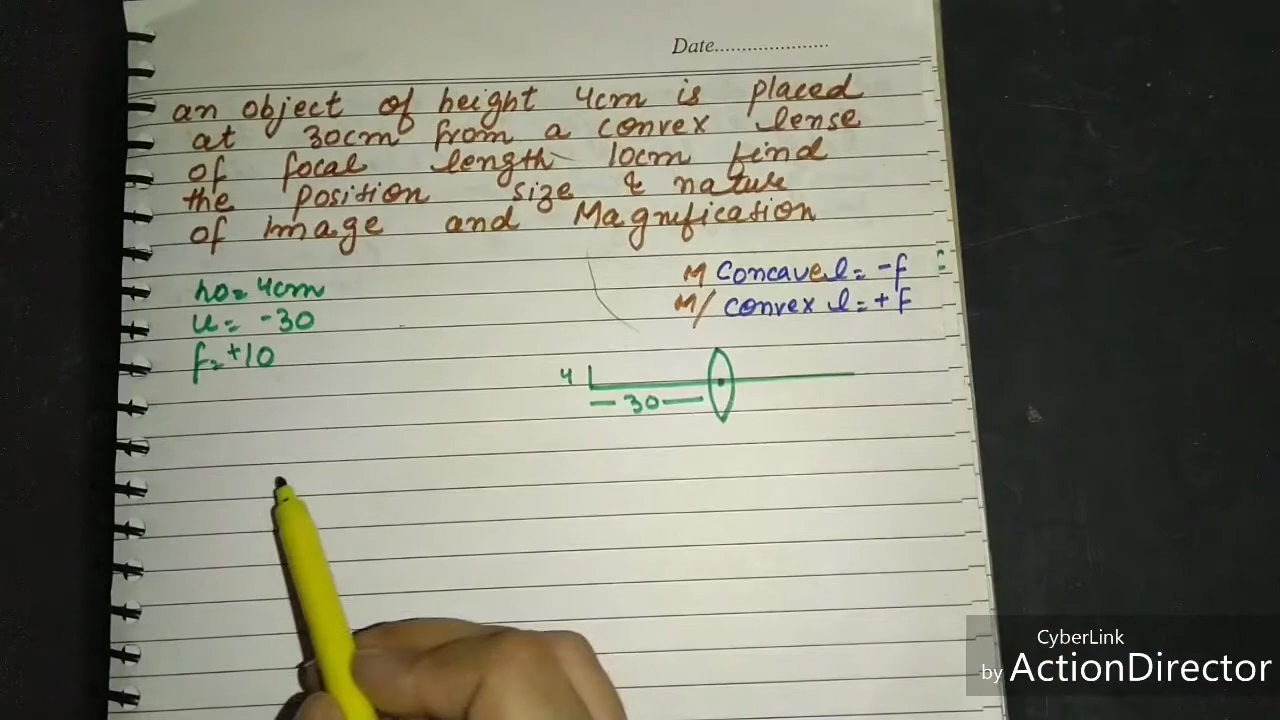 Date.....................
an object of height 4cm is placed
at 30cm from a convex lense
of focal length 10cm find
the position size & nature
of image and Magnification
M Concave l = -f
M/ convex l = + F
ho = 4cm
u = -30
f = +10
4
30
CyberLink
by ActionDirector